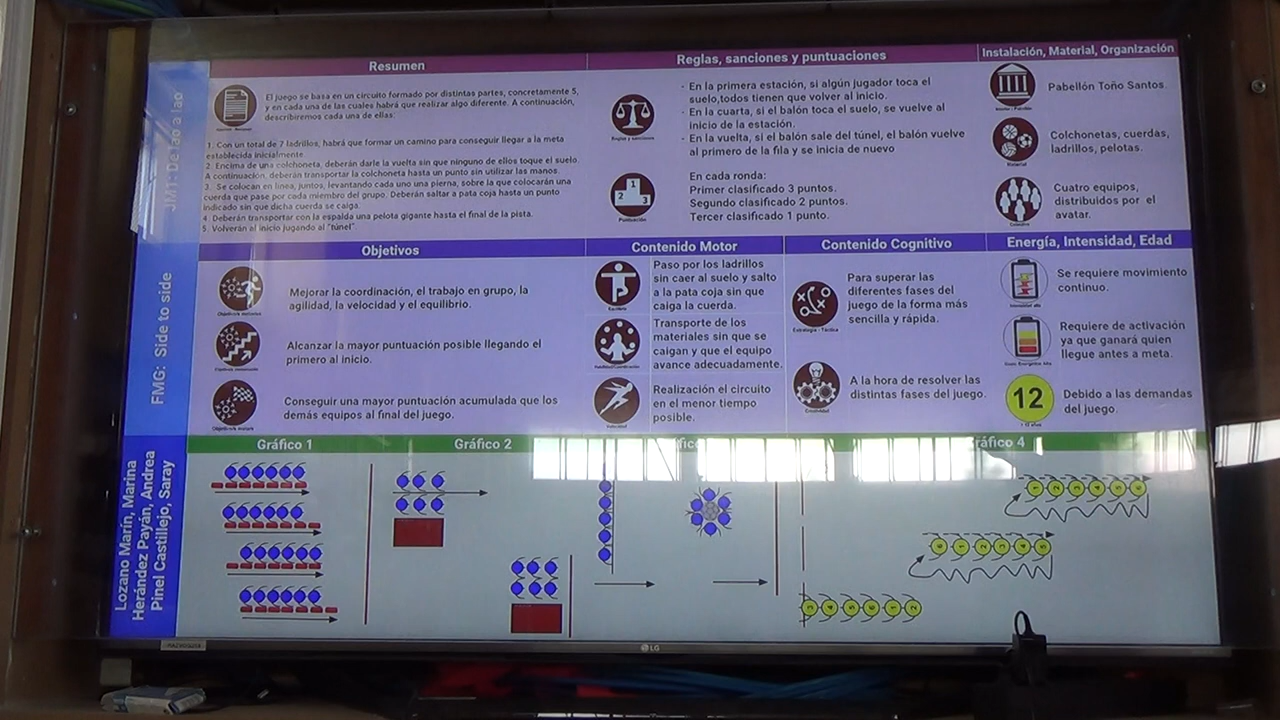 Resumen
Reglas, sanciones y puntuaciones
Instalación, Material, Organización
JM1: De lao a lao
El juego se basa en un circuito formado por distintas partes, concretamente 5,
y en cada una de las cuales habrá que realizar algo diferente. A continuación,
describiremos cada una de ellas:
1. Con un total de 7 ladrillos, habrá que formar un camino para conseguir llegar a la meta
establecida inicialmente.
2. Encima de una colchoneta, deberán darle la vuelta sin que ninguno de ellos toque el suelo.
A continuación, deberán transportar la colchoneta hasta un punto sin utilizar las manos.
3. Se colocan en línea, juntos, levantando cada uno una pierna, sobre la que colocarán una
cuerda que pase por cada miembro del grupo. Deberán saltar a pata coja hasta un punto
indicado sin que dicha cuerda se caiga.
4. Deberán transportar con la espalda una pelota gigante hasta el final de la pista.
5. Volverán al inicio jugando al "túnel".
- En la primera estación, si algún jugador toca el
suelo,todos tienen que volver al inicio.
- En la cuarta, si el balón toca el suelo, se vuelve al
inicio de la estación.
- En la vuelta, si el balón sale del túnel, el balón vuelve
al primero de la fila y se inicia de nuevo
Reglas y sanciones
En cada ronda:
Primer clasificado 3 puntos.
Segundo clasificado 2 puntos.
Tercer clasificado 1 punto.
1
2
3
Puntuación
Pabellón Toño Santos
Colchonetas, cuerdas,
ladrillos, pelotas.
Material
Cuatro equipos,
distribuidos por el
avatar.
Objetivos
Contenido Motor
Contenido Cognitivo
Energía, Intensidad, Edad
FMG: Side to side
Mejorar la coordinación, el trabajo en grupo, la
agilidad, la velocidad y el equilibrio.
Alcanzar la mayor puntuación posible llegando el
primero al inicio.
Conseguir una mayor puntuación acumulada que los
demás equipos al final del juego.
Paso por los ladrillos
sin caer al suelo y salto
a la pata coja sin que
caiga la cuerda.
Equilibrio
Transporte de los
materiales sin que se
caigan y que el equipo
avance adecuadamente.
Realización el circuito
en el menor tiempo
posible.
Velocidad
Para superar las
diferentes fases del
juego de la forma más
sencilla y rápida.
Estrategia - Táctica
A la hora de resolver las
distintas fases del juego.
Creatividad
Se requiere movimiento
continuo.
Intensidad alta
Requiere de activación
ya que ganará quien
llegue antes a meta.
12
Debido a las demandas
del juego.
Gráfico 1
Gráfico 2
ráfico 4
Lozano Marín, Marina
Herández Payán, Andrea
Pinel Castillejo, Saray
LG